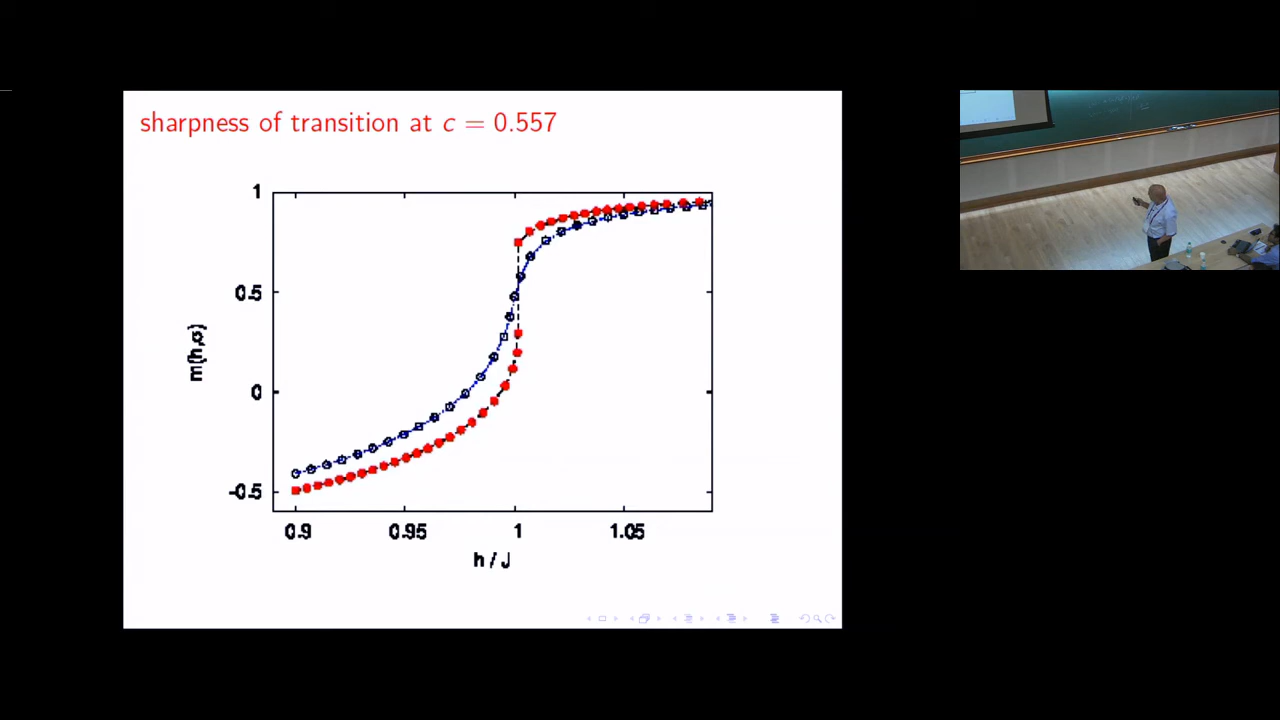 sharpness of transition at c = 0.557
1
0.5
0
-0.5
m(h,σ)
0.9 0.95 1 1.05
h / J